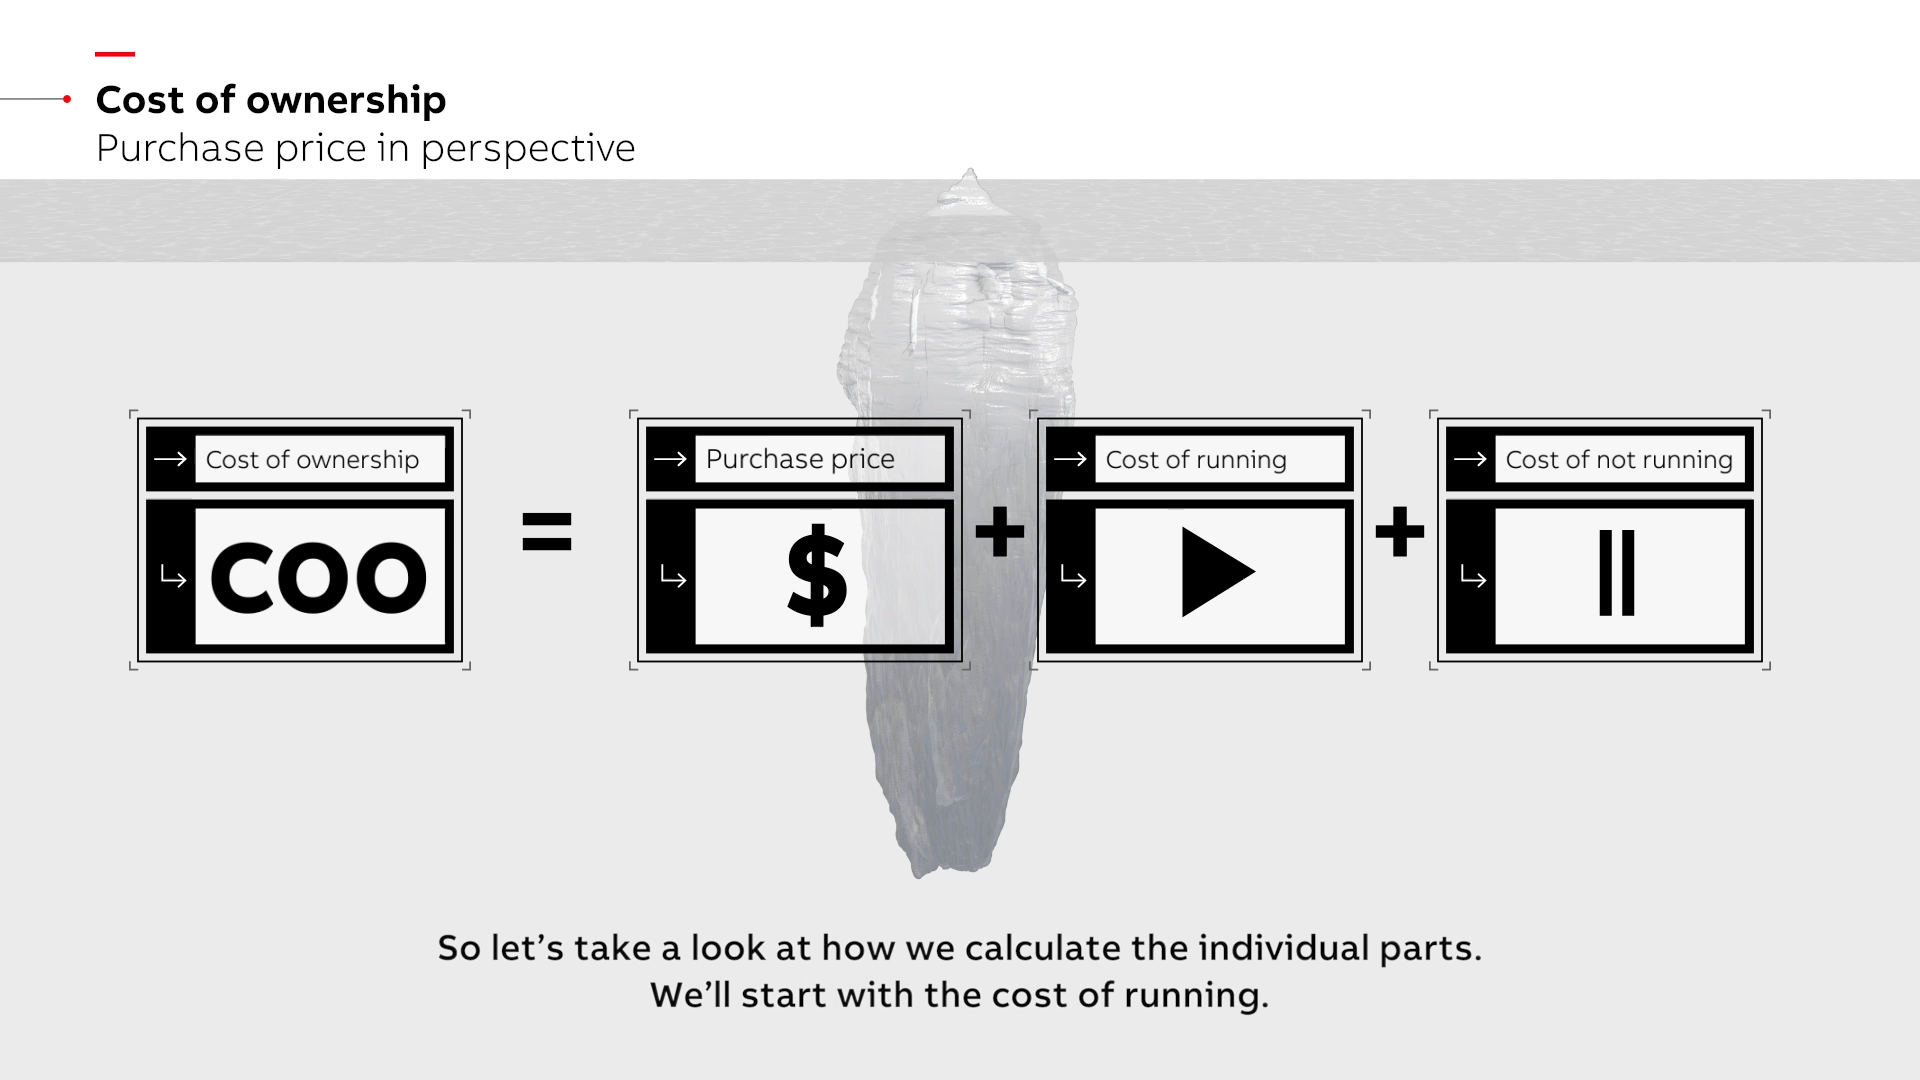 Cost of ownership
Purchase price in perspective
Cost of ownership
COO
=
Purchase price
$
+
Cost of running
+
Cost of not running
So let’s take a look at how we calculate the individual parts.
We’ll start with the cost of running.